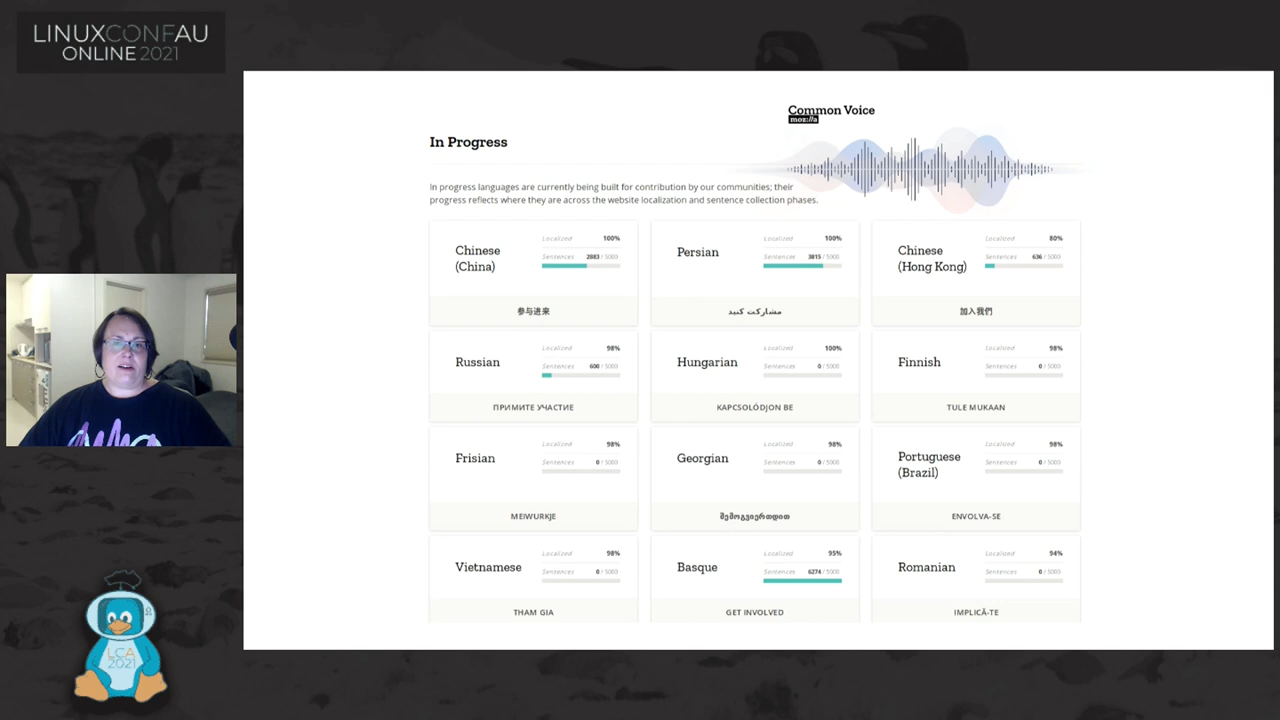 LINUXCONFAU
ONLINE 2021
Common Voice
moz://a
In Progress
In progress languages are currently being built for contribution by our communities; their
progress reflects where they are across the website localization and sentence collection phases.
Chinese
(China)
Localized 100%
Sentences 2883 / 5000
参与进来
Persian
Localized 100%
Sentences 3815 / 5000
مشارکت کنید
Chinese
(Hong Kong)
Localized 80%
Sentences 636 / 5000
加入我們
Russian
Localized 98%
Sentences 600 / 5000
ПРИМИТЕ УЧАСТИЕ
Hungarian
Localized 100%
Sentences 0 / 5000
KAPCSOLÓDJON BE
Finnish
Localized 98%
Sentences 0 / 5000
TULE MUKAAN
Frisian
Localized 98%
Sentences 0 / 5000
MEIWURKJE
Georgian
Localized 98%
Sentences 0 / 5000
შემოგვიერთდით
Portuguese
(Brazil)
Localized 98%
Sentences 0 / 5000
ENVOLVA-SE
Vietnamese
Localized 98%
Sentences 0 / 5000
THAM GIA
Basque
Localized 95%
Sentences 6274 / 5000
GET INVOLVED
Romanian
Localized 94%
Sentences 0 / 5000
IMPLICĂ-TE
LCA
2021